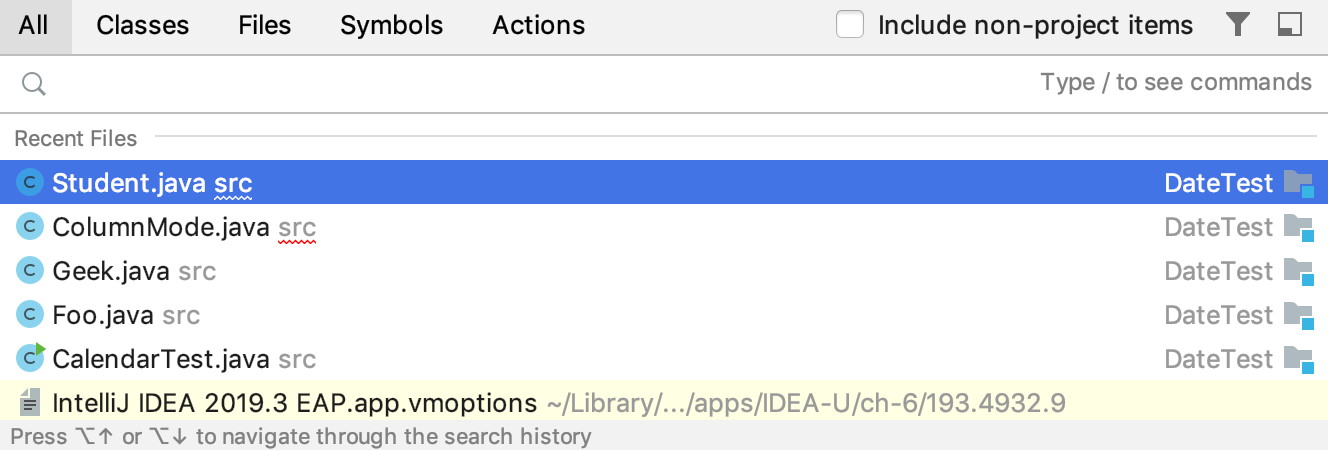 All Classes Files Symbols Actions Include non-project items
Type / to see commands
Recent Files
C Student.java src DateTest
C ColumnMode.java src DateTest
C Geek.java src DateTest
C Foo.java src DateTest
C CalendarTest.java src DateTest
IntelliJ IDEA 2019.3 EAP.app.vmoptions ~/Library/.../apps/IDEA-U/ch-6/193.4932.9
Press ⌥↑ or ⌥↓ to navigate through the search history